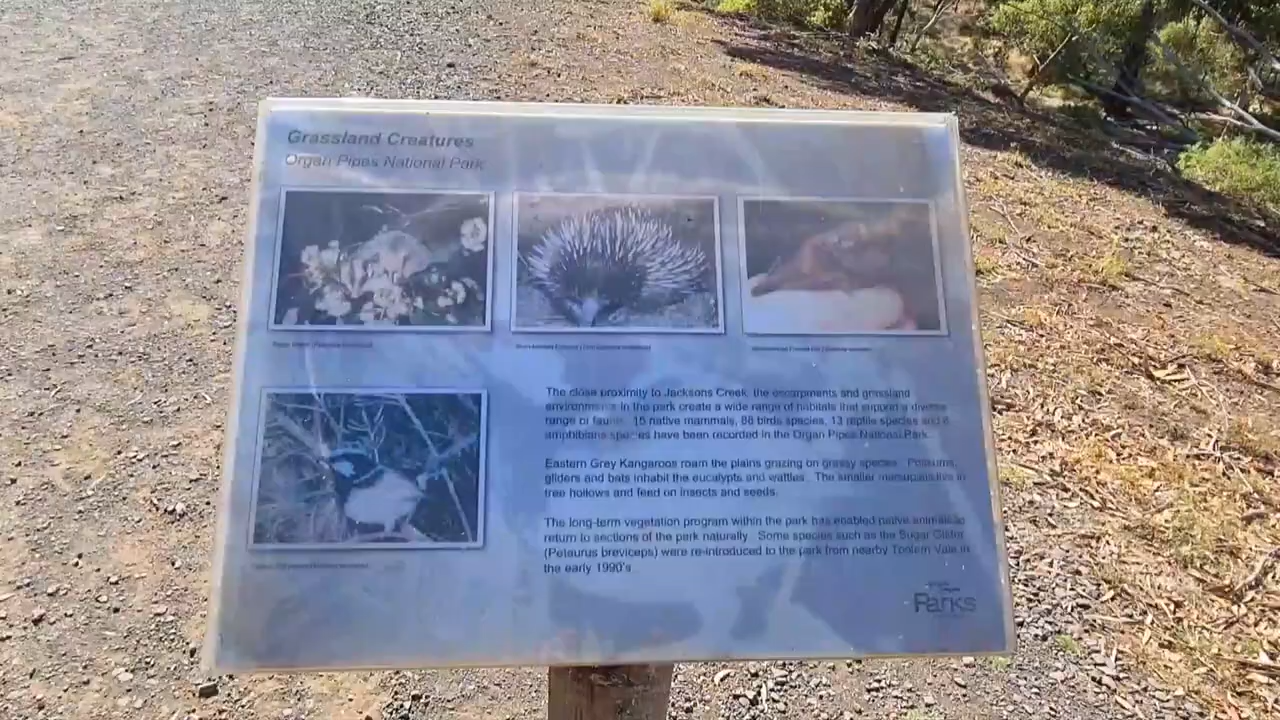 Grassland Creatures
Organ Pipes National Park
The close proximity to Jacksons Creek, the escarpments and grassland
environments in the park create a wide range of habitats that support a diverse
range of fauna. 15 native mammals, 86 birds species, 13 reptile species and 6
amphibians species have been recorded in the Organ Pipes National Park.
Eastern Grey Kangaroos roam the plains grazing on grassy species. Possums,
gliders and bats inhabit the eucalypts and wattles. The smaller marsupials live in
tree hollows and feed on insects and seeds.
The long-term vegetation program within the park has enabled native animals to
return to sections of the park naturally. Some species such as the Sugar Glider
(Petaurus breviceps) were re-introduced to the park from nearby Toolern Vale in
the early 1990's.
Parks